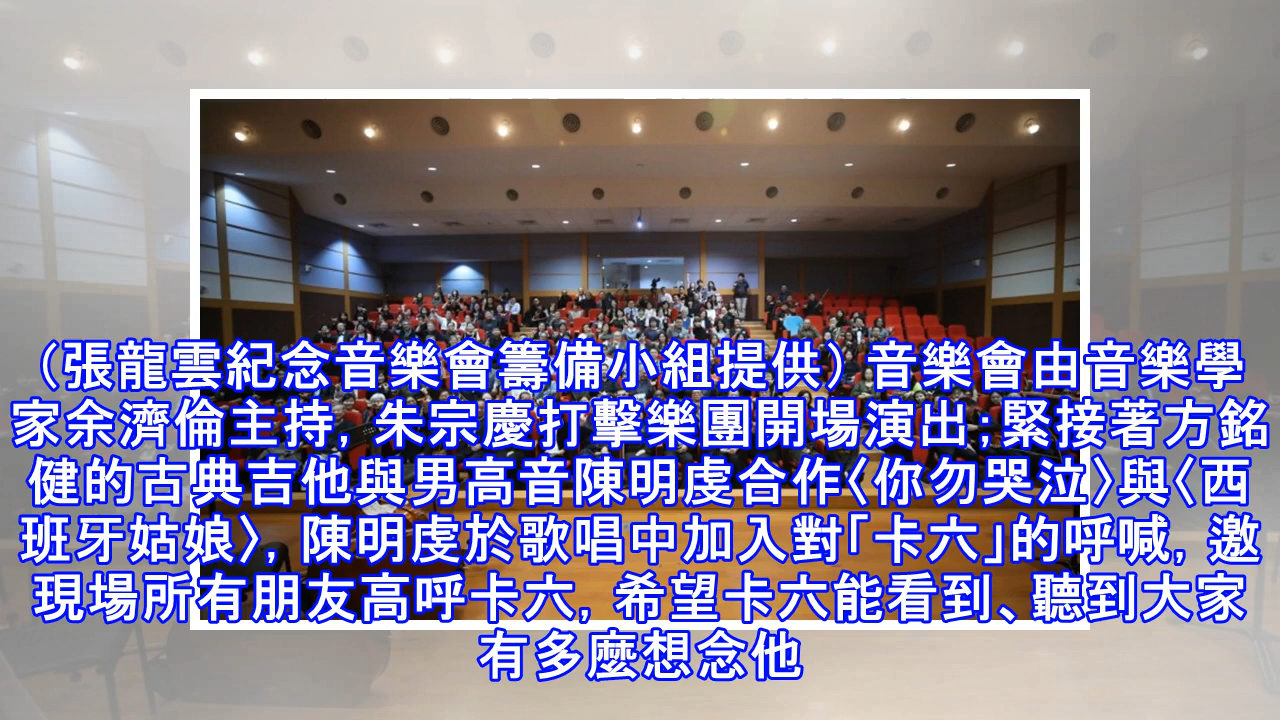 (張龍雲紀念音樂會籌備小組提供) 音樂會由音樂學
家余濟倫主持, 朱宗慶打擊樂團開場演出;緊接著方銘
健的古典吉他與男高音陳明虔合作〈你勿哭泣〉與〈西
班牙姑娘〉, 陳明虔於歌唱中加入對「卡六」的呼喊, 邀
現場所有朋友高呼卡六, 希望卡六能看到、聽到大家
有多麼想念他